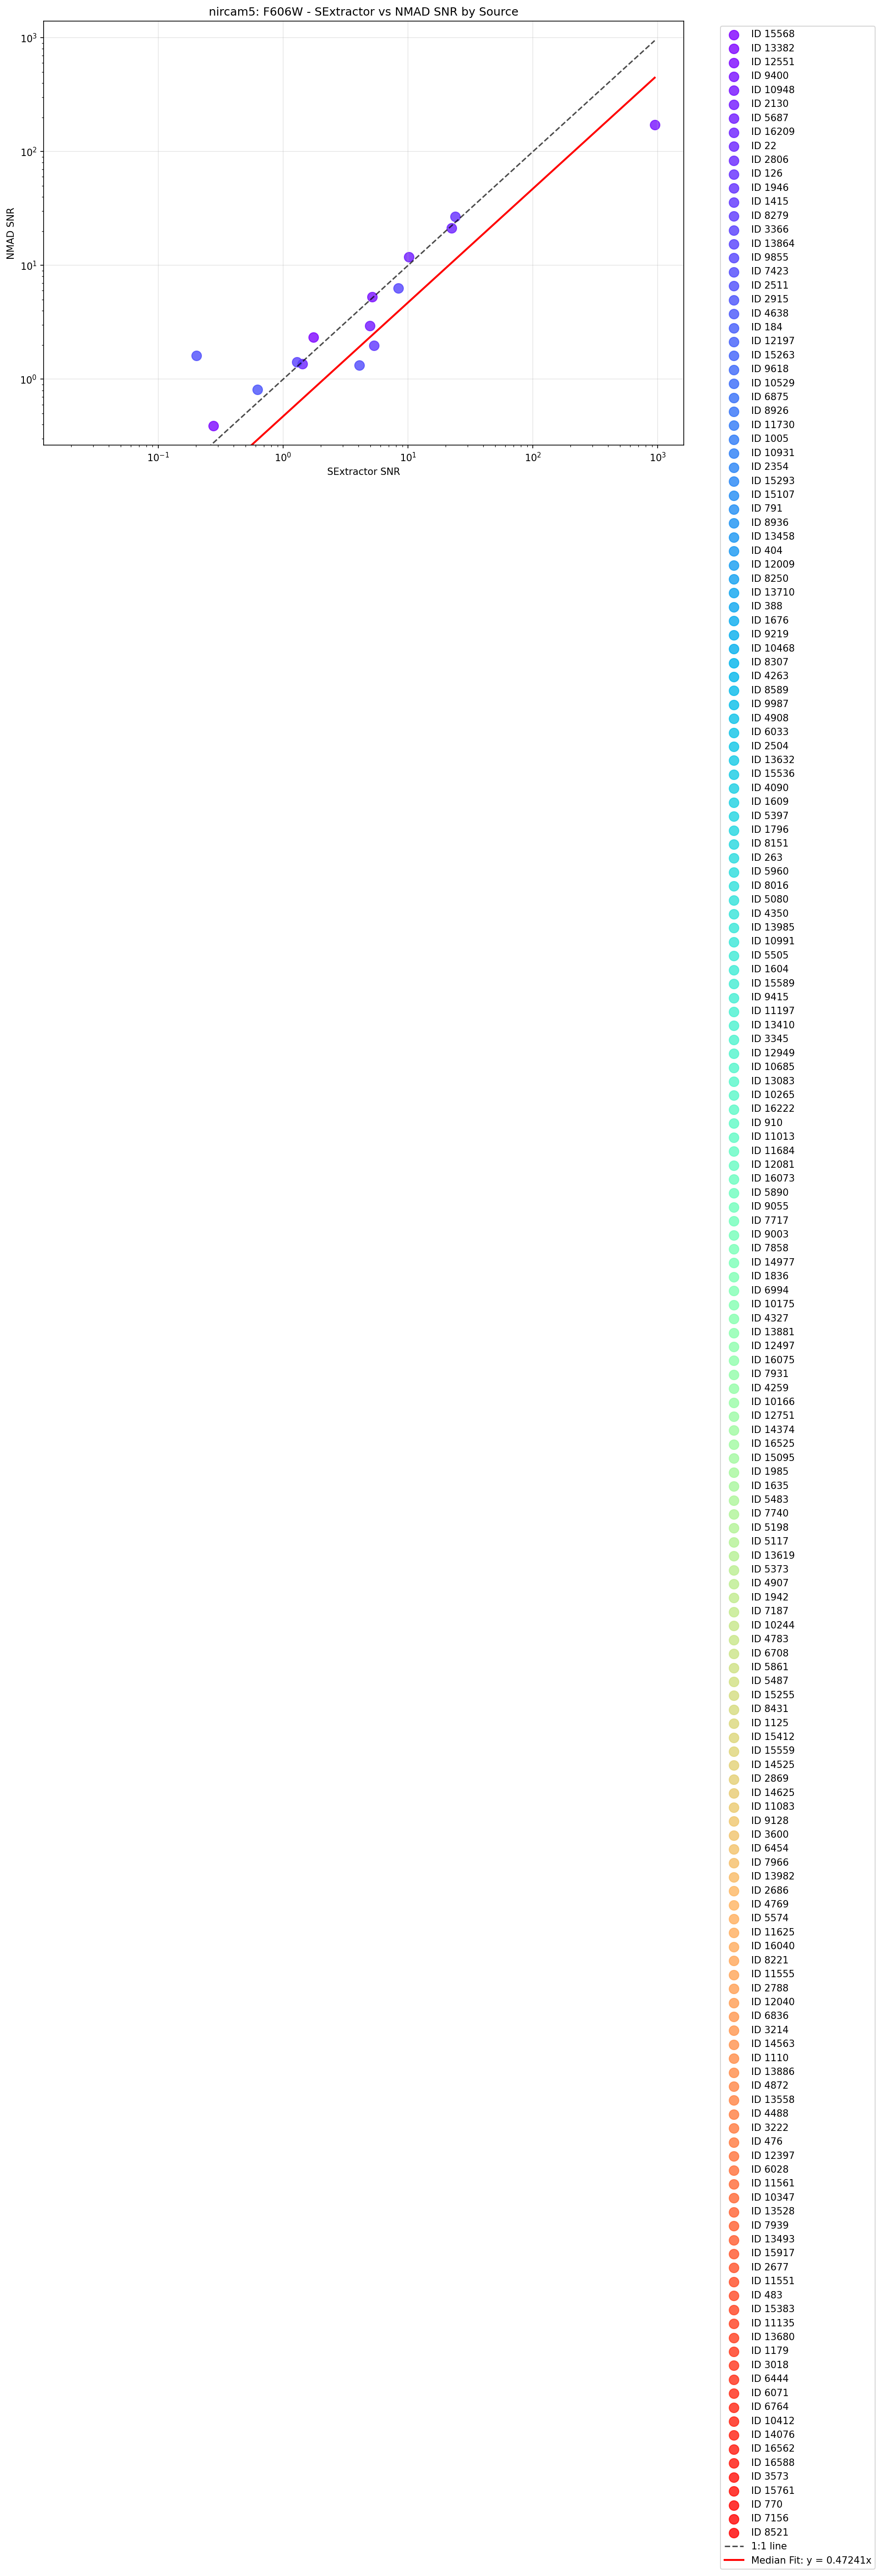 nircam5: F606W - SExtractor vs NMAD SNR by Source
10³
10²
10¹
10⁰
NMAD SNR
10⁻¹
10⁰
10¹
10²
10³
SExtractor SNR
ID 15568
ID 13382
ID 12551
ID 9400
ID 10948
ID 2130
ID 5687
ID 16209
ID 22
ID 2806
ID 126
ID 1946
ID 1415
ID 8279
ID 3366
ID 13864
ID 9855
ID 7423
ID 2511
ID 2915
ID 4638
ID 184
ID 12197
ID 15263
ID 9618
ID 10529
ID 6875
ID 8926
ID 11730
ID 1005
ID 10931
ID 2354
ID 15293
ID 15107
ID 791
ID 8936
ID 13458
ID 404
ID 12009
ID 8250
ID 13710
ID 388
ID 1676
ID 9219
ID 10468
ID 8307
ID 4263
ID 8589
ID 9987
ID 4908
ID 6033
ID 2504
ID 13632
ID 15536
ID 4090
ID 1609
ID 5397
ID 1796
ID 8151
ID 263
ID 5960
ID 8016
ID 5080
ID 4350
ID 13985
ID 10991
ID 5505
ID 1604
ID 15589
ID 9415
ID 11197
ID 13410
ID 3345
ID 12949
ID 10685
ID 13083
ID 10265
ID 16222
ID 910
ID 11013
ID 11684
ID 12081
ID 16073
ID 5890
ID 9055
ID 7717
ID 9003
ID 7858
ID 14977
ID 1836
ID 6994
ID 10175
ID 4327
ID 13881
ID 12497
ID 16075
ID 7931
ID 4259
ID 10166
ID 12751
ID 14374
ID 16525
ID 15095
ID 1985
ID 1635
ID 5483
ID 7740
ID 5198
ID 5117
ID 13619
ID 5373
ID 4907
ID 1942
ID 7187
ID 10244
ID 4783
ID 6708
ID 5861
ID 5487
ID 15255
ID 8431
ID 1125
ID 15412
ID 15559
ID 14525
ID 2869
ID 14625
ID 11083
ID 9128
ID 3600
ID 6454
ID 7966
ID 13982
ID 2686
ID 4769
ID 5574
ID 11625
ID 16040
ID 8221
ID 11555
ID 2788
ID 12040
ID 6836
ID 3214
ID 14563
ID 1110
ID 13886
ID 4872
ID 13558
ID 4488
ID 3222
ID 476
ID 12397
ID 6028
ID 11561
ID 10347
ID 13528
ID 7939
ID 13493
ID 15917
ID 2677
ID 11551
ID 483
ID 15383
ID 11135
ID 13680
ID 1179
ID 3018
ID 6444
ID 6071
ID 6764
ID 10412
ID 14076
ID 16562
ID 16588
ID 3573
ID 15761
ID 770
ID 7156
ID 8521
1:1 line
Median Fit: y = 0.47241x